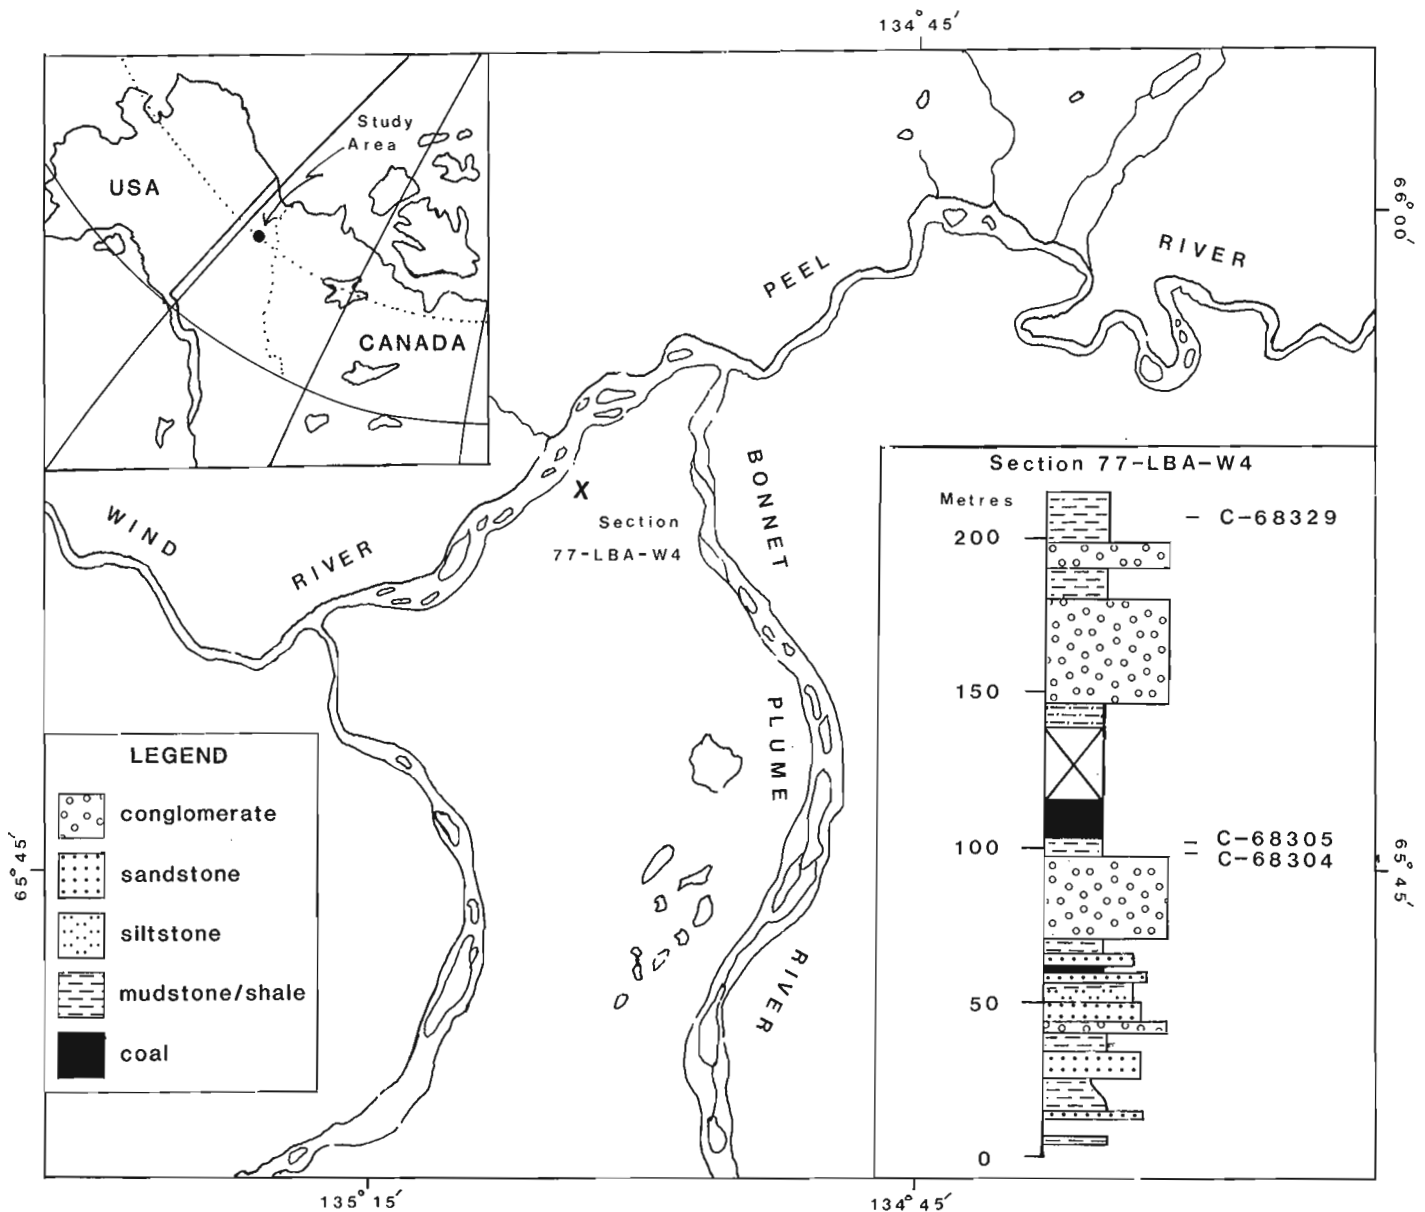 134°45′
Study
Area
USA
CANADA
66°00′
PEEL
RIVER
WIND
RIVER
X
Section
77-LBA-W4
BONNET
PLUME
RIVER
65°45′
65°45′
LEGEND
conglomerate
sandstone
siltstone
mudstone/shale
coal
Section 77-LBA-W4
Metres
200
150
100
50
0
C-68329
C-68305
C-68304
135°15′
134°45′